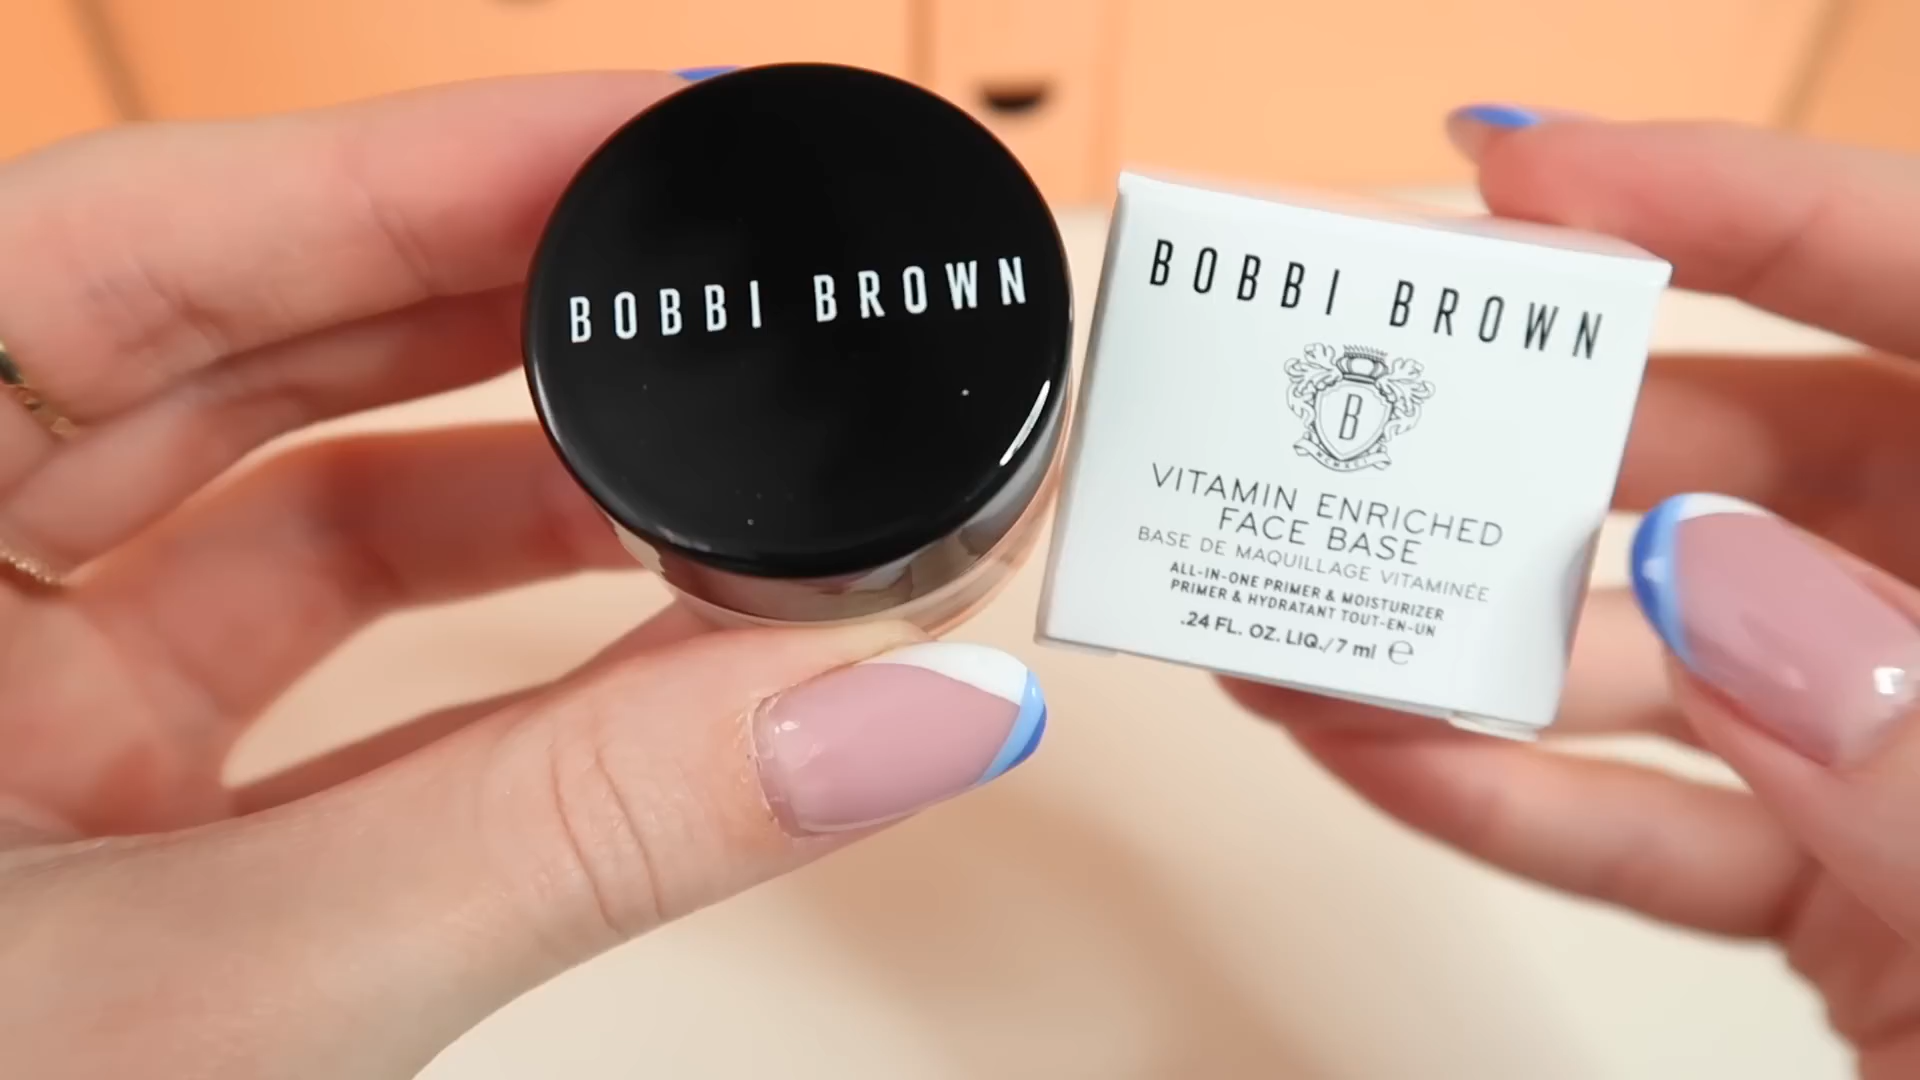 BOBBI BROWN
BOBBI BROWN
B
VITAMIN ENRICHED
FACE BASE
BASE DE MAQUILLAGE VITAMINÉE
ALL-IN-ONE PRIMER & MOISTURIZER
PRIMER & HYDRATANT TOUT-EN-UN
.24 FL. OZ. LIQ./7 ml ℮